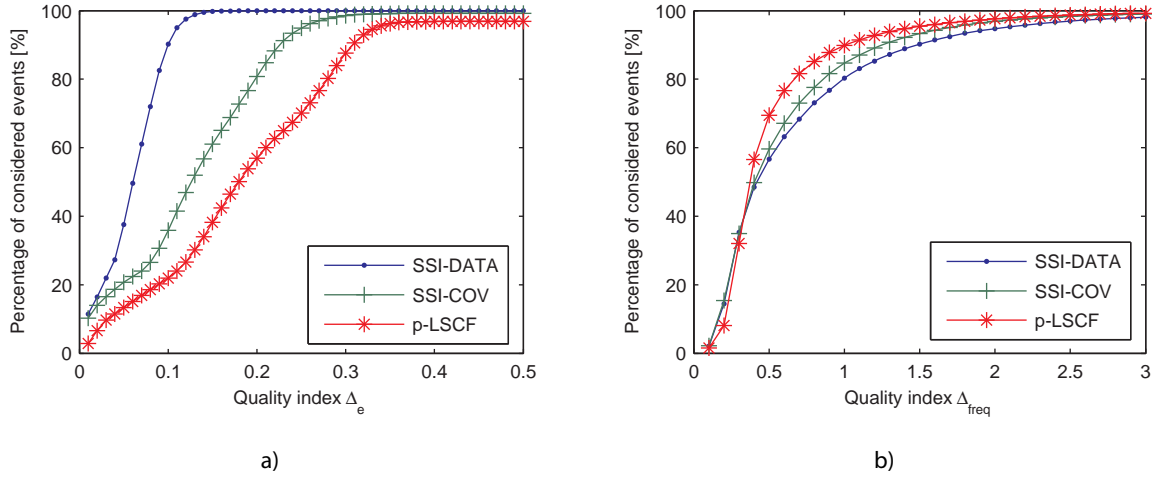 Percentage of considered events [%]
100
80
60
40
20
0
SSI-DATA
SSI-COV
p-LSCF
0 0.1 0.2 0.3 0.4 0.5
Quality index Δe
a)
Percentage of considered events [%]
100
80
60
40
20
0
SSI-DATA
SSI-COV
p-LSCF
0 0.5 1 1.5 2 2.5 3
Quality index Δfreq
b)